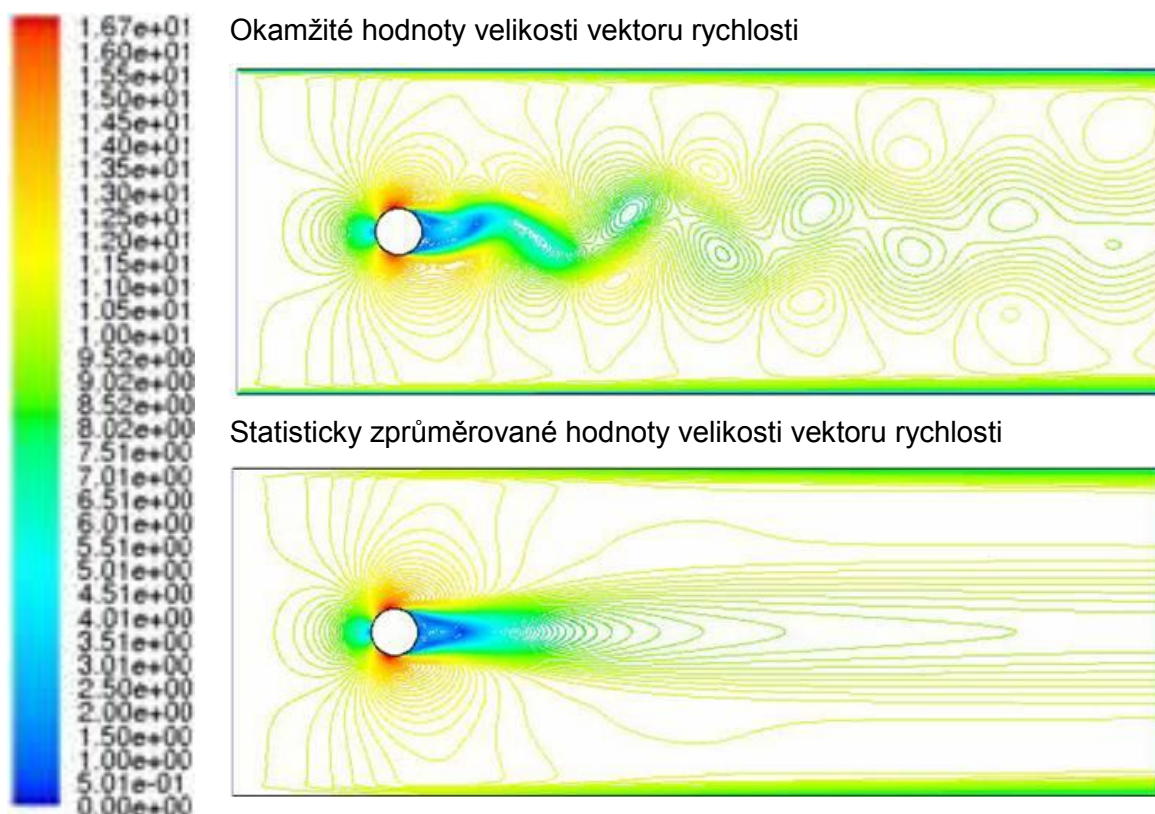 1.67e+01
1.60e+01
1.55e+01
1.50e+01
1.45e+01
1.40e+01
1.35e+01
1.30e+01
1.25e+01
1.20e+01
1.15e+01
1.10e+01
1.05e+01
1.00e+01
9.52e+00
9.02e+00
8.52e+00
8.02e+00
7.51e+00
7.01e+00
6.51e+00
6.01e+00
5.51e+00
5.01e+00
4.51e+00
4.01e+00
3.51e+00
3.01e+00
2.50e+00
2.00e+00
1.50e+00
1.00e+00
5.01e-01
0.00e+00
Okamžité hodnoty velikosti vektoru rychlosti
Statisticky zprůměrované hodnoty velikosti vektoru rychlosti